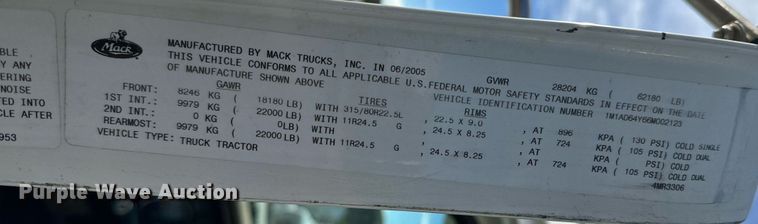 Mack
MANUFACTURED BY MACK TRUCKS, INC. IN 06/2005 GVWR 28204 KG ( 62180 LB)
THIS VEHICLE CONFORMS TO ALL APPLICABLE U.S.FEDERAL MOTOR SAFETY STANDARDS IN EFFECT ON THE DATE
OF MANUFACTURE SHOWN ABOVE VEHICLE IDENTIFICATION NUMBER 1M1AD64Y66M002123
GAWR TIRES RIMS
FRONT: 8246 KG ( 18180 LB) WITH 315/80R22.5L , 22.5 X 9.0 , AT 896 KPA ( 130 PSI) COLD SINGLE
1ST INT.: 9979 KG ( 22000 LB) WITH 11R24.5 G , 24.5 X 8.25 , AT 724 KPA ( 105 PSI) COLD DUAL
2ND INT.: 0 KG ( 0LB) WITH , , AT KPA ( PSI) COLD
REARMOST: 9979 KG ( 22000 LB) WITH 11R24.5 G , 24.5 X 8.25 , AT 724 KPA ( 105 PSI) COLD DUAL
VEHICLE TYPE: TRUCK TRACTOR 4MR3306
ABLE
Y ANY
ERING
NOISE
TED INTO
CLE AFTER
953
Purple Wave Auction